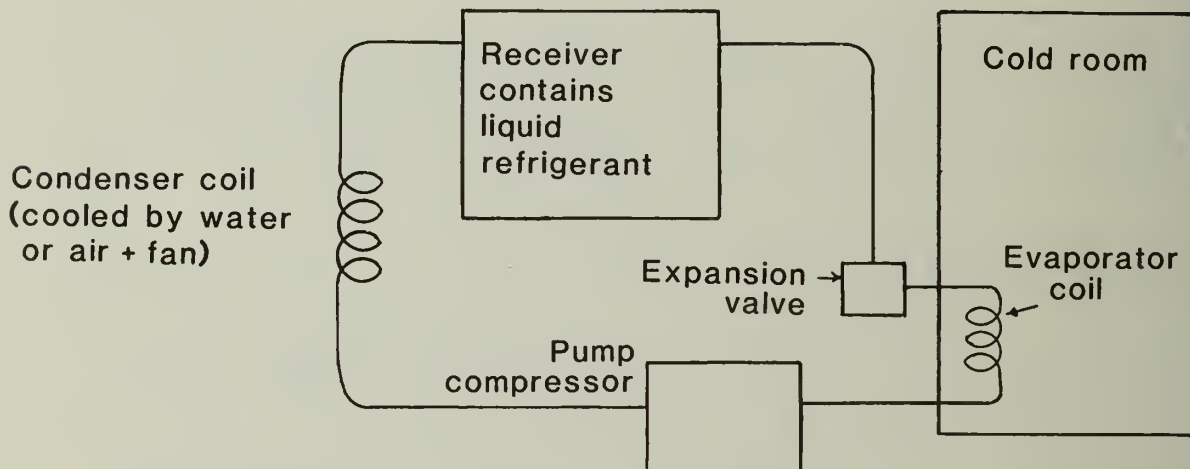 Receiver
contains
liquid
refrigerant
Cold room
Condenser coil
(cooled by water
or air + fan)
Expansion
valve
Evaporator
coil
Pump
compressor